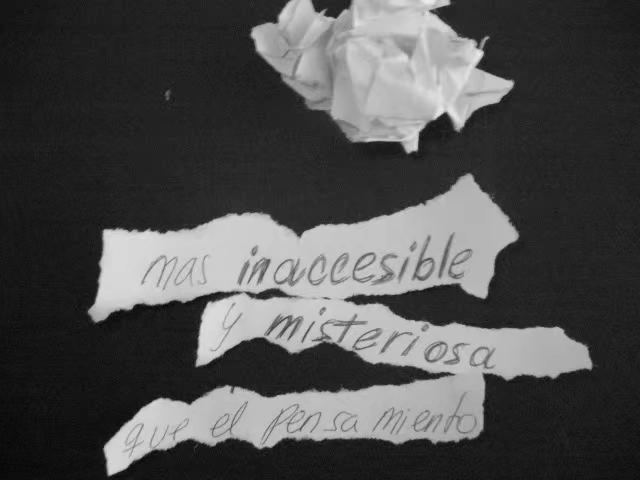 mas inaccesible
y misteriosa
que el pensamiento